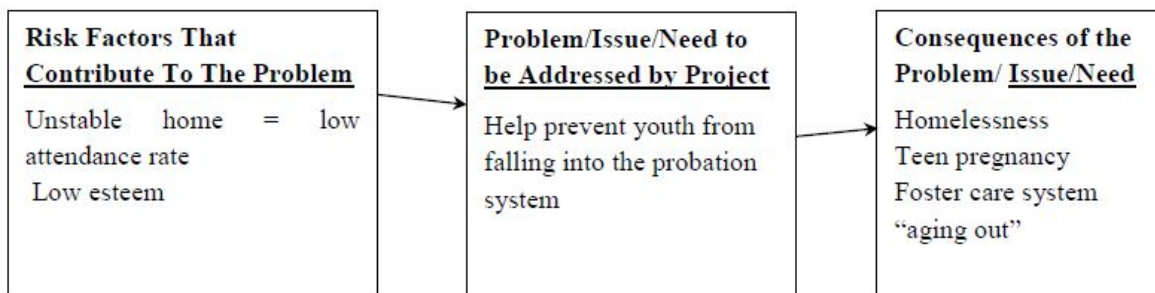 Risk Factors That
Contribute To The Problem
Unstable home = low
attendance rate
Low esteem
Problem/Issue/Need to
be Addressed by Project
Help prevent youth from
falling into the probation
system
Consequences of the
Problem/ Issue/Need
Homelessness
Teen pregnancy
Foster care system
“aging out”